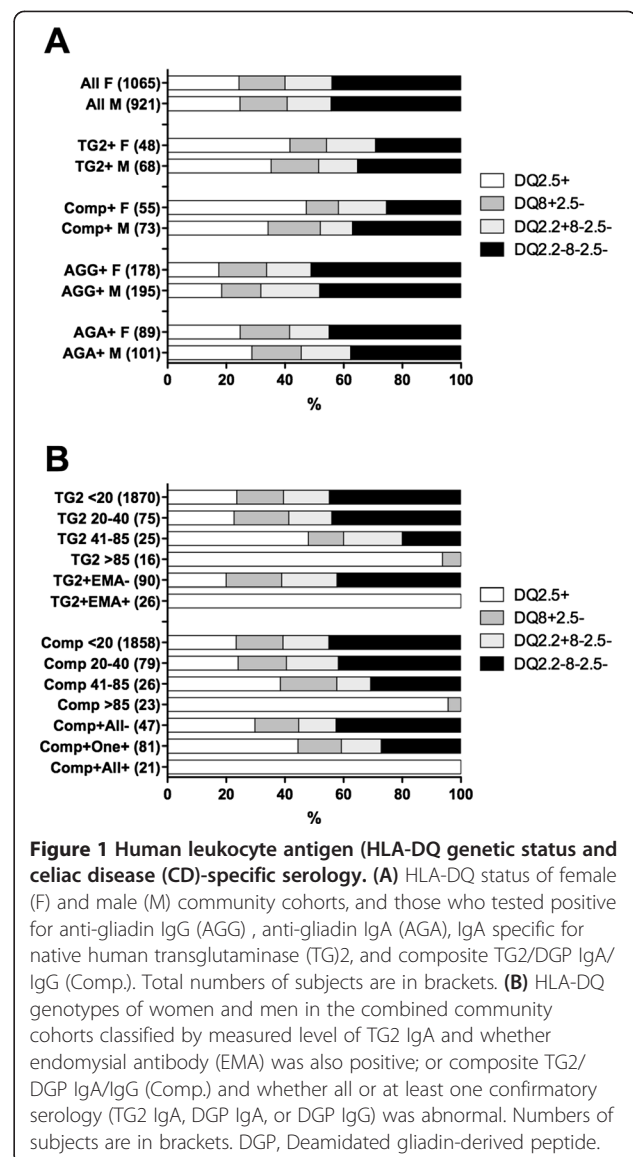 A
All F (1065)
All M (921)
TG2+ F (48)
TG2+ M (68)
Comp+ F (55)
Comp+ M (73)
AGG+ F (178)
AGG+ M (195)
AGA+ F (89)
AGA+ M (101)
0 20 40 60 80 100
%
DQ2.5+
DQ8+2.5-
DQ2.2+8-2.5-
DQ2.2-8-2.5-
B
TG2 <20 (1870)
TG2 20-40 (75)
TG2 41-85 (25)
TG2 >85 (16)
TG2+EMA- (90)
TG2+EMA+ (26)
Comp <20 (1858)
Comp 20-40 (79)
Comp 41-85 (26)
Comp >85 (23)
Comp+All- (47)
Comp+One+ (81)
Comp+All+ (21)
0 20 40 60 80 100
%
DQ2.5+
DQ8+2.5-
DQ2.2+8-2.5-
DQ2.2-8-2.5-
Figure 1 Human leukocyte antigen (HLA-DQ genetic status and
celiac disease (CD)-specific serology. (A) HLA-DQ status of female
(F) and male (M) community cohorts, and those who tested positive
for anti-gliadin IgG (AGG) , anti-gliadin IgA (AGA), IgA specific for
native human transglutaminase (TG)2, and composite TG2/DGP IgA/
IgG (Comp.). Total numbers of subjects are in brackets. (B) HLA-DQ
genotypes of women and men in the combined community
cohorts classified by measured level of TG2 IgA and whether
endomysial antibody (EMA) was also positive; or composite TG2/
DGP IgA/IgG (Comp.) and whether all or at least one confirmatory
serology (TG2 IgA, DGP IgA, or DGP IgG) was abnormal. Numbers of
subjects are in brackets. DGP, Deamidated gliadin-derived peptide.